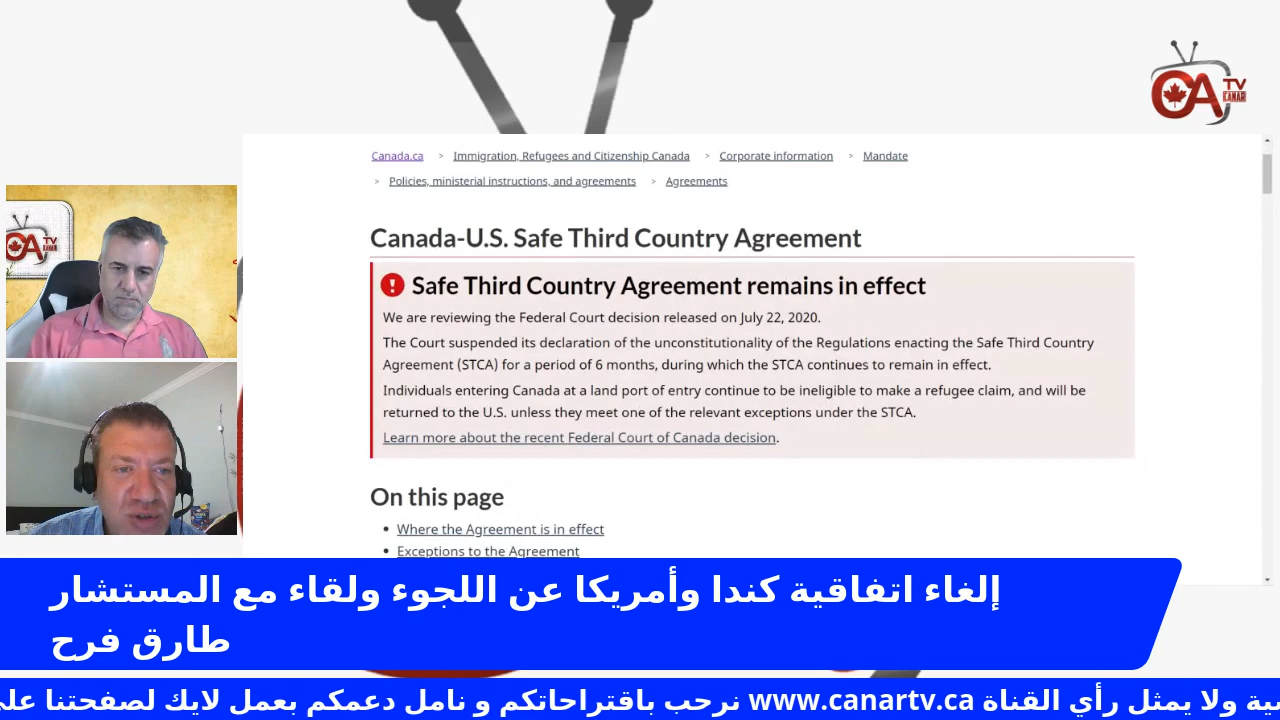 CA TV
CANAR
Canada.ca > Immigration, Refugees and Citizenship Canada > Corporate information > Mandate
> Policies, ministerial instructions, and agreements > Agreements
Canada-U.S. Safe Third Country Agreement
Safe Third Country Agreement remains in effect
We are reviewing the Federal Court decision released on July 22, 2020.
The Court suspended its declaration of the unconstitutionality of the Regulations enacting the Safe Third Country
Agreement (STCA) for a period of 6 months, during which the STCA continues to remain in effect.
Individuals entering Canada at a land port of entry continue to be ineligible to make a refugee claim, and will be
returned to the U.S. unless they meet one of the relevant exceptions under the STCA.
Learn more about the recent Federal Court of Canada decision.
On this page
• Where the Agreement is in effect
• Exceptions to the Agreement
CA TV
إلغاء اتفاقية كندا وأمريكا عن اللجوء ولقاء مع المستشار
طارق فرح
ولا يمثل رأي القناة www.canartv.ca نرحب باقتراحاتكم و نامل دعمكم بعمل لايك لصفحتنا